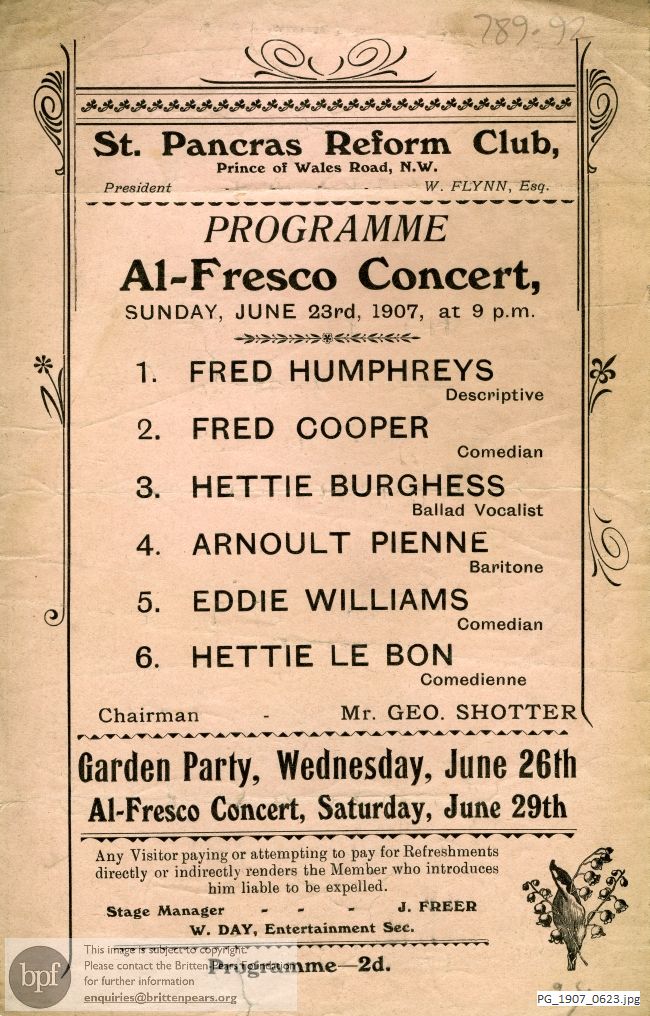 789.92
St. Pancras Reform Club,
Prince of Wales Road, N.W.
President - - - - - W. FLYNN, Esq.
PROGRAMME
Al-Fresco Concert,
SUNDAY, JUNE 23rd, 1907, at 9 p.m.
1. FRED HUMPHREYS
Descriptive
2. FRED COOPER
Comedian
3. HETTIE BURGHESS
Ballad Vocalist
4. ARNOULT PIENNE
Baritone
5. EDDIE WILLIAMS
Comedian
6. HETTIE LE BON
Comedienne
Chairman - Mr. GEO. SHOTTER
Garden Party, Wednesday, June 26th
Al-Fresco Concert, Saturday, June 29th
Any Visitor paying or attempting to pay for Refreshments
directly or indirectly renders the Member who introduces
him liable to be expelled.
Stage Manager - - - J. FREER
W. DAY, Entertainment Sec.
Programme—2d.
bpf
This image is subject to copyright.
Please contact the Britten-Pears Foundation
for further information
enquiries@brittenpears.org
PG_1907_0623.jpg